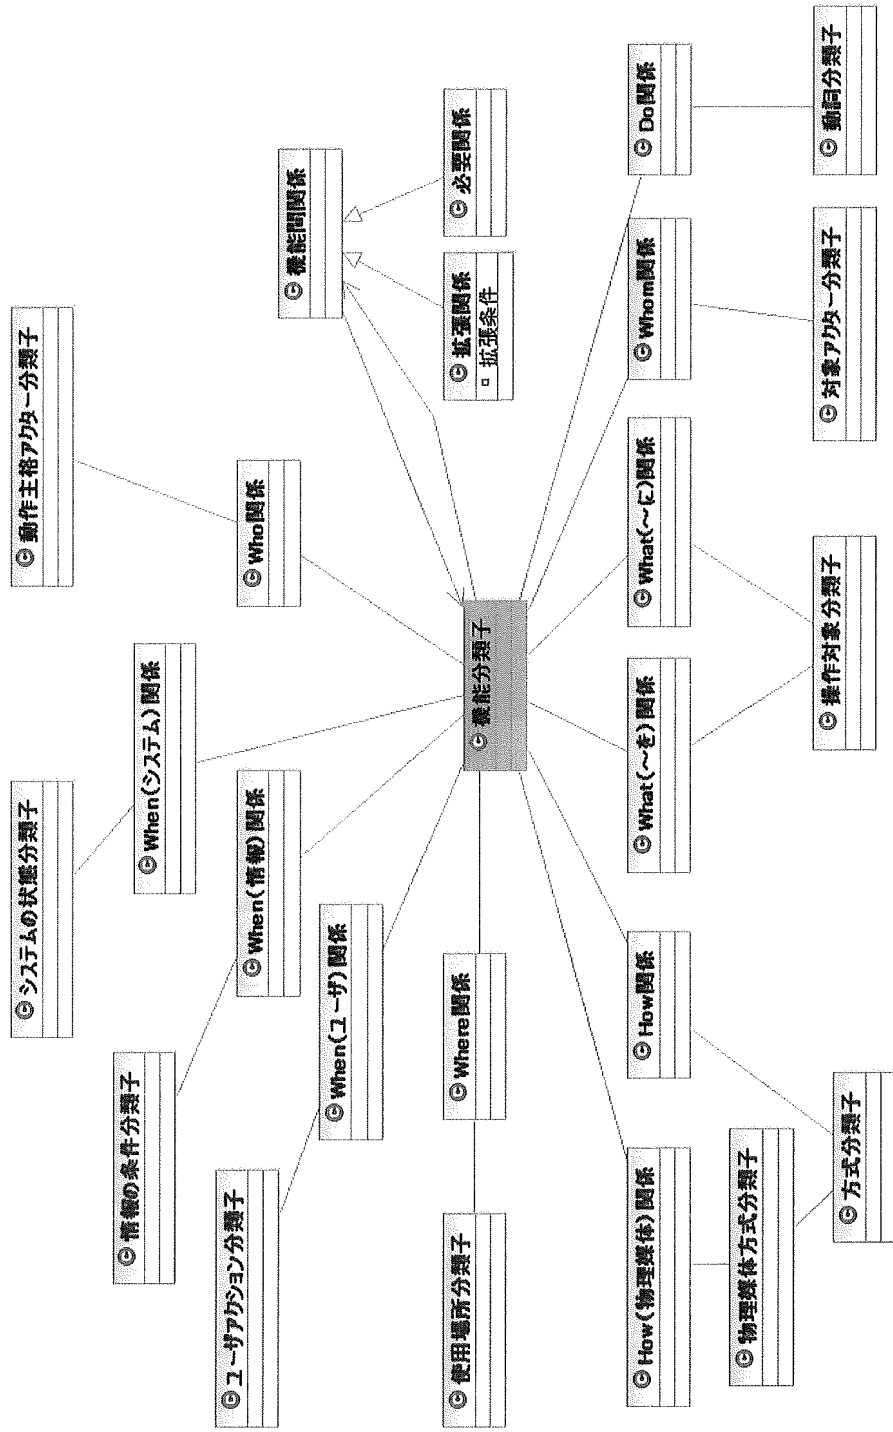 システムの状態分類子
動作主格アクター分類子
情報の条件分類子
When(システム)関係
ユーザアクション分類子
When(情報)関係
Who関係
機能間関係
When(ユーザ)関係
使用場所分類子
Where関係
機能分類子
拡張関係
拡張条件
必要関係
How(物理媒体)関係
How関係
What(〜を)関係
What(〜に)関係
Whom関係
Do関係
物理媒体方式分類子
方式分類子
操作対象分類子
対象アクター分類子
動詞分類子